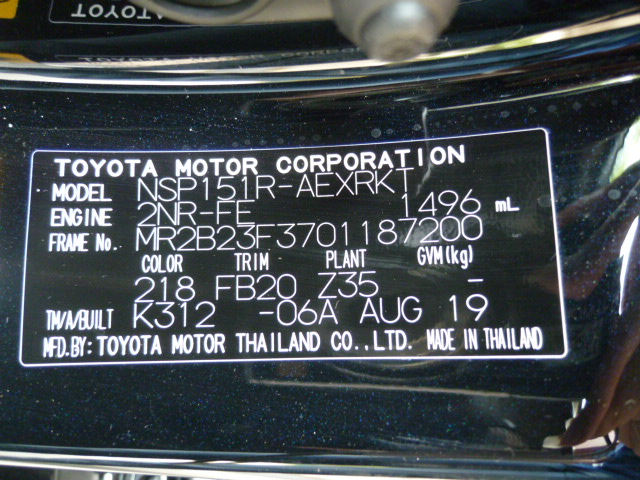 TOYOTA MOTOR CORPORATION
MODEL NSP151R-AEXRKT
ENGINE 2NR-FE 1496 mL
FRAME No. MR2B23F3701187200
COLOR TRIM PLANT GVM(kg)
218 FB20 Z35 -
TM/A/BUILT K312 -06A AUG 19
MFD.BY: TOYOTA MOTOR THAILAND CO.,LTD. MADE IN THAILAND